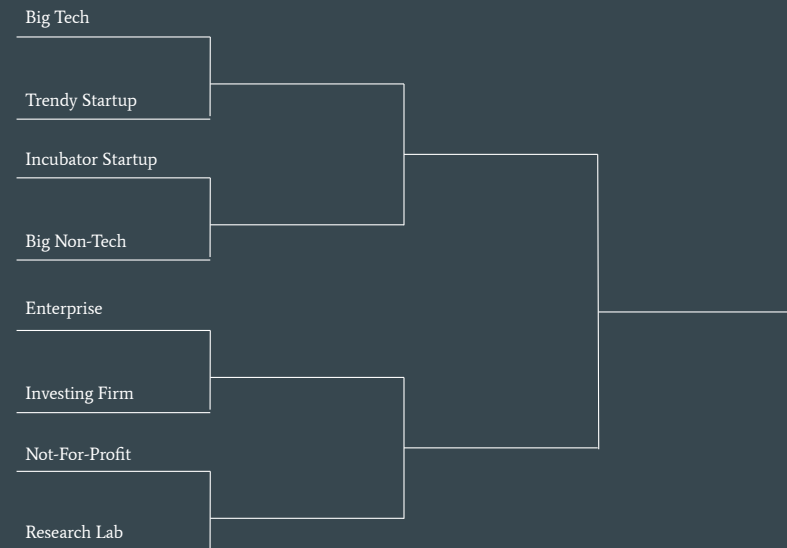 Big Tech
Trendy Startup
Incubator Startup
Big Non-Tech
Enterprise
Investing Firm
Not-For-Profit
Research Lab